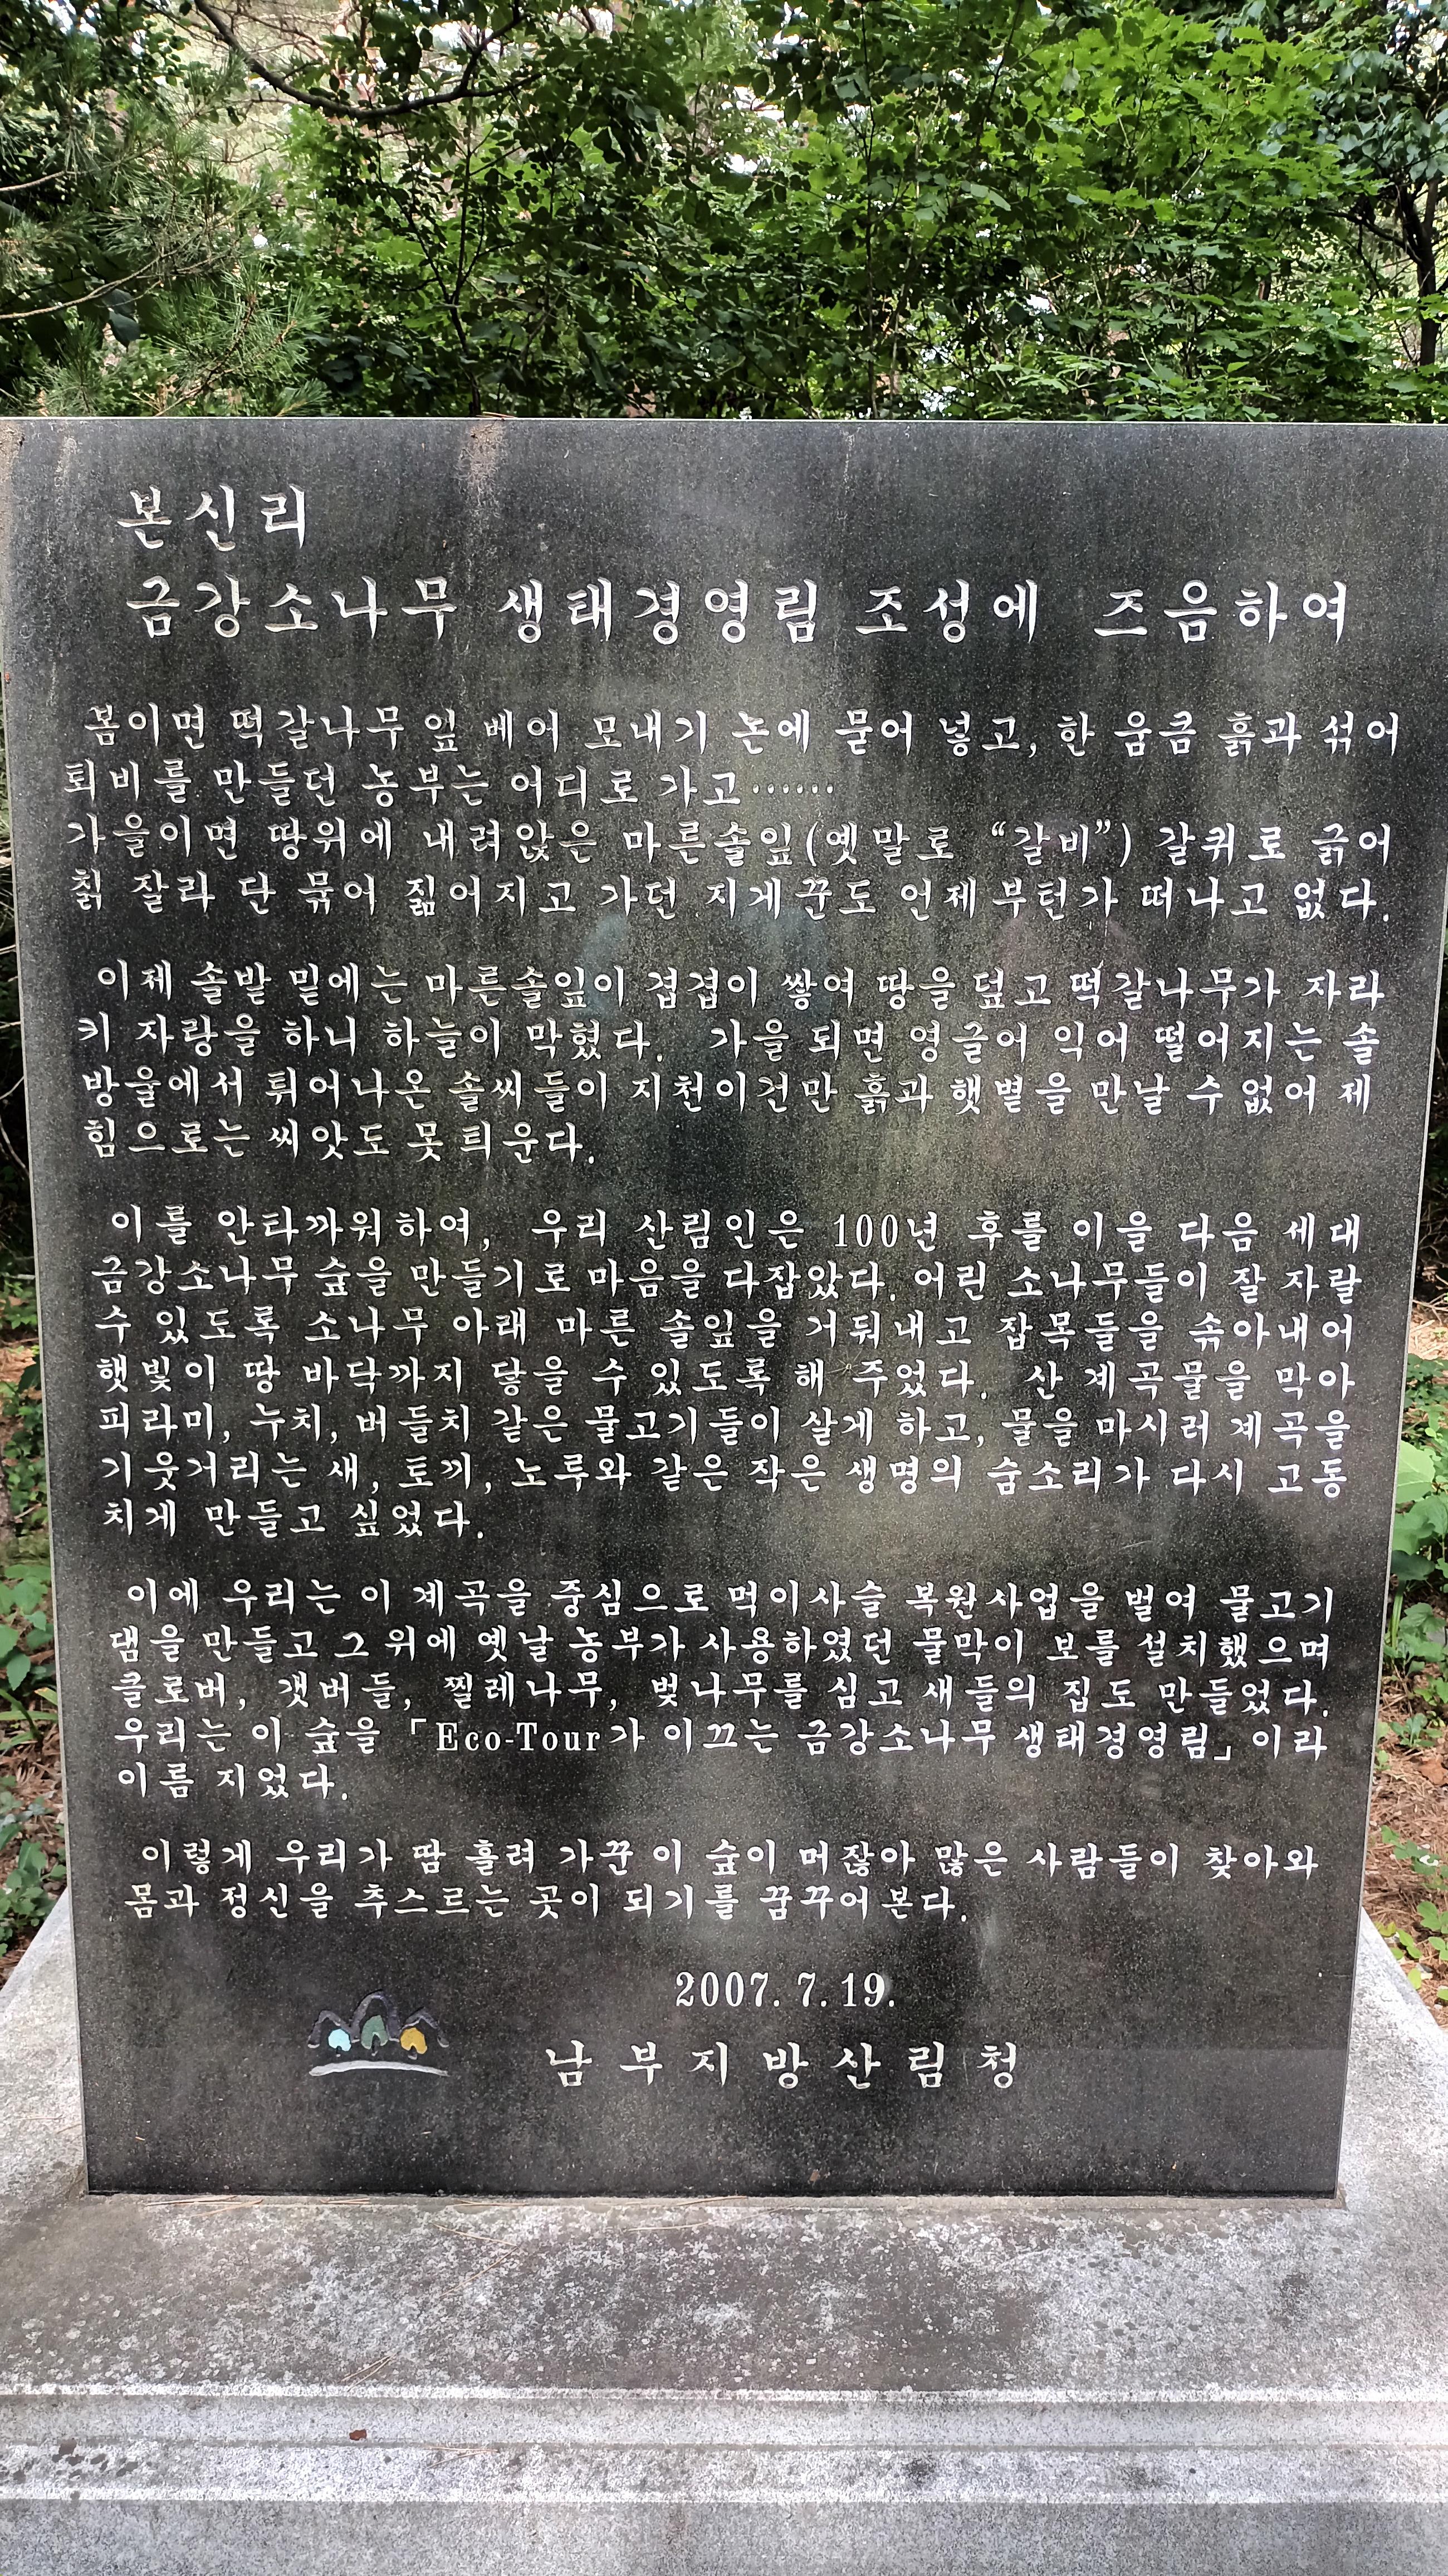 본신리
금강소나무 생태경영림 조성에 즈음하여
봄이면 떡갈나무 잎 베어 모내기 논에 묻어 넣고, 한 움큼 흙과 섞어
퇴비를 만들던 농부는 어디로 가고……
가을이면 땅위에 내려앉은 마른솔잎(옛말로 “갈비”) 갈퀴로 긁어
칡 잘라 단 묶어 짊어지고 가던 지게꾼도 언제부턴가 떠나고 없다.
이제 솔밭 밑에는 마른솔잎이 겹겹이 쌓여 땅을 덮고 떡갈나무가 자라
키 자랑을 하니 하늘이 막혔다. 가을 되면 영글어 익어 떨어지는 솔
방울에서 튀어나온 솔씨들이 지천이건만 흙과 햇볕을 만날 수 없어 제
힘으로는 씨앗도 못 틔운다.
이를 안타까워하여, 우리 산림인은 100년 후를 이을 다음 세대
금강소나무 숲을 만들기로 마음을 다잡았다. 어린 소나무들이 잘 자랄
수 있도록 소나무 아래 마른 솔잎을 거둬내고 잡목들을 솎아내어
햇빛이 땅 바닥까지 닿을 수 있도록 해 주었다. 산 계곡물을 막아
피라미, 누치, 버들치 같은 물고기들이 살게 하고, 물을 마시러 계곡을
기웃거리는 새, 토끼, 노루와 같은 작은 생명의 숨소리가 다시 고동
치게 만들고 싶었다.
이에 우리는 이 계곡을 중심으로 먹이사슬 복원사업을 벌여 물고기
댐을 만들고 그 위에 옛날 농부가 사용하였던 물막이 보를 설치했으며
클로버, 갯버들, 찔레나무, 벚나무를 심고 새들의 집도 만들었다.
우리는 이 숲을 「Eco-Tour가 이끄는 금강소나무 생태경영림」이라
이름 지었다.
이렇게 우리가 땀 흘려 가꾼 이 숲이 머잖아 많은 사람들이 찾아와
몸과 정신을 추스르는 곳이 되기를 꿈꾸어본다.
2007. 7. 19.
남부지방산림청